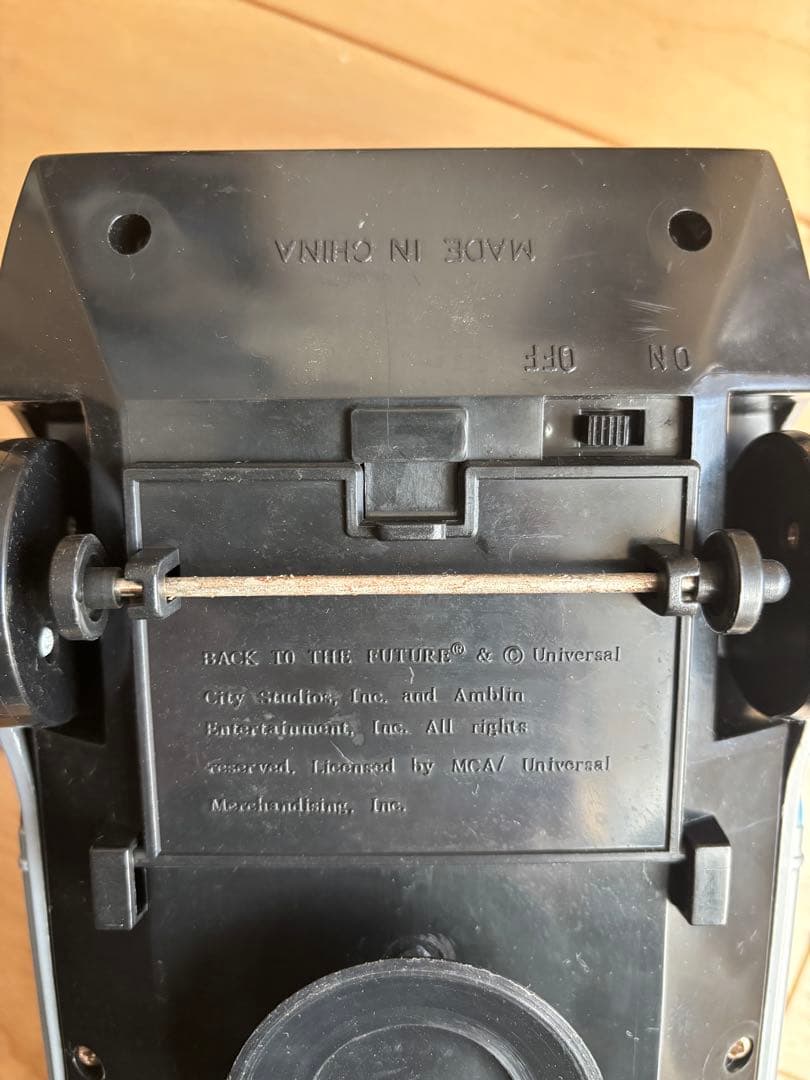 MADE IN CHINA
OFF ON
BACK TO THE FUTURE® & © Universal
City Studios, Inc. and Amblin
Entertainment, Inc. All rights
reserved. Licensed by MCA/ Universal
Merchandising, Inc.